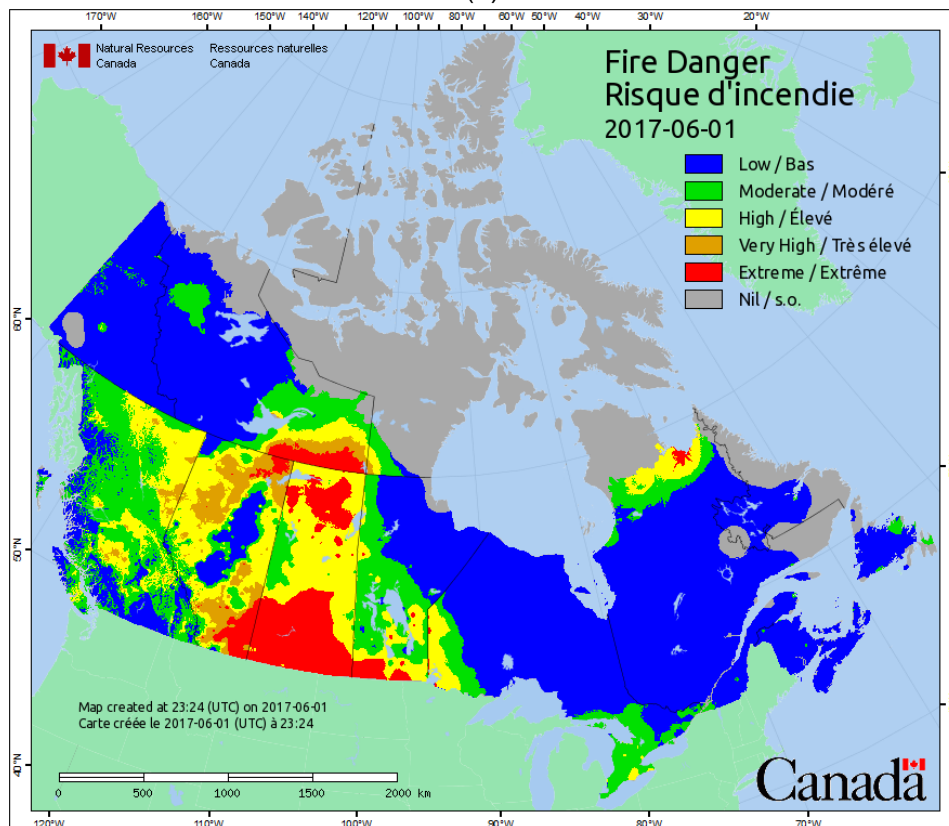 170°W 160°W 150°W 140°W 130°W 120°W 110°W 100°W 90°W 80°W 60°W 50°W 40°W 30°W 20°W
Natural Resources Ressources naturelles
Canada Canada
Fire Danger
Risque d'incendie
2017-06-01
Low / Bas
Moderate / Modéré
High / Élevé
Very High / Très élevé
Extreme / Extrême
Nil / s.o.
60°N
50°N
Map created at 23:24 (UTC) on 2017-06-01
Carte créée le 2017-06-01 (UTC) à 23:24
40°N
0 500 1000 1500 2000 km
Canada
120°W 110°W 100°W 90°W 80°W 70°W